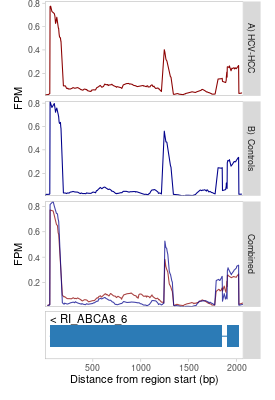 0.8
0.6
0.4
0.2
FPM
A) HCV-HCC
0.8
0.6
0.4
0.2
B) Controls
0.8
0.6
0.4
0.2
FPM
Combined
< RI_ABCA8_6
500 1000 1500 2000
Distance from region start (bp)